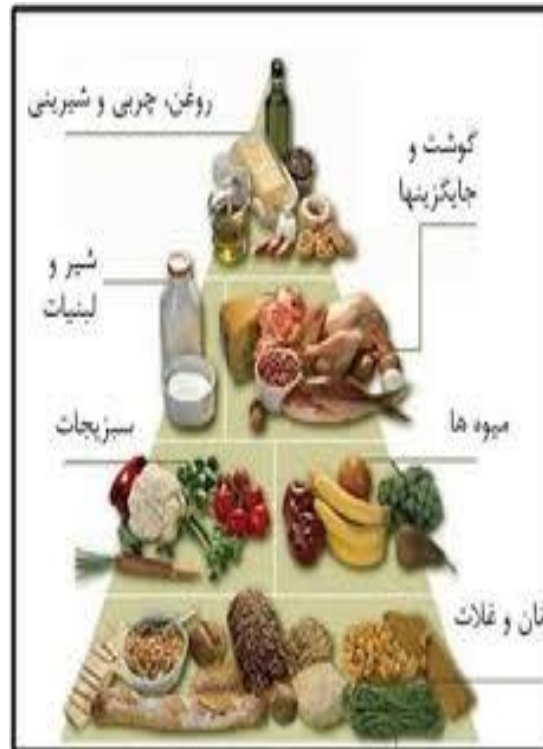 روغن، چربی و شیرینی
گوشت و
جایگزینها
شیر و
لبنیات
سبزیجات
میوه ها
نان و غلات